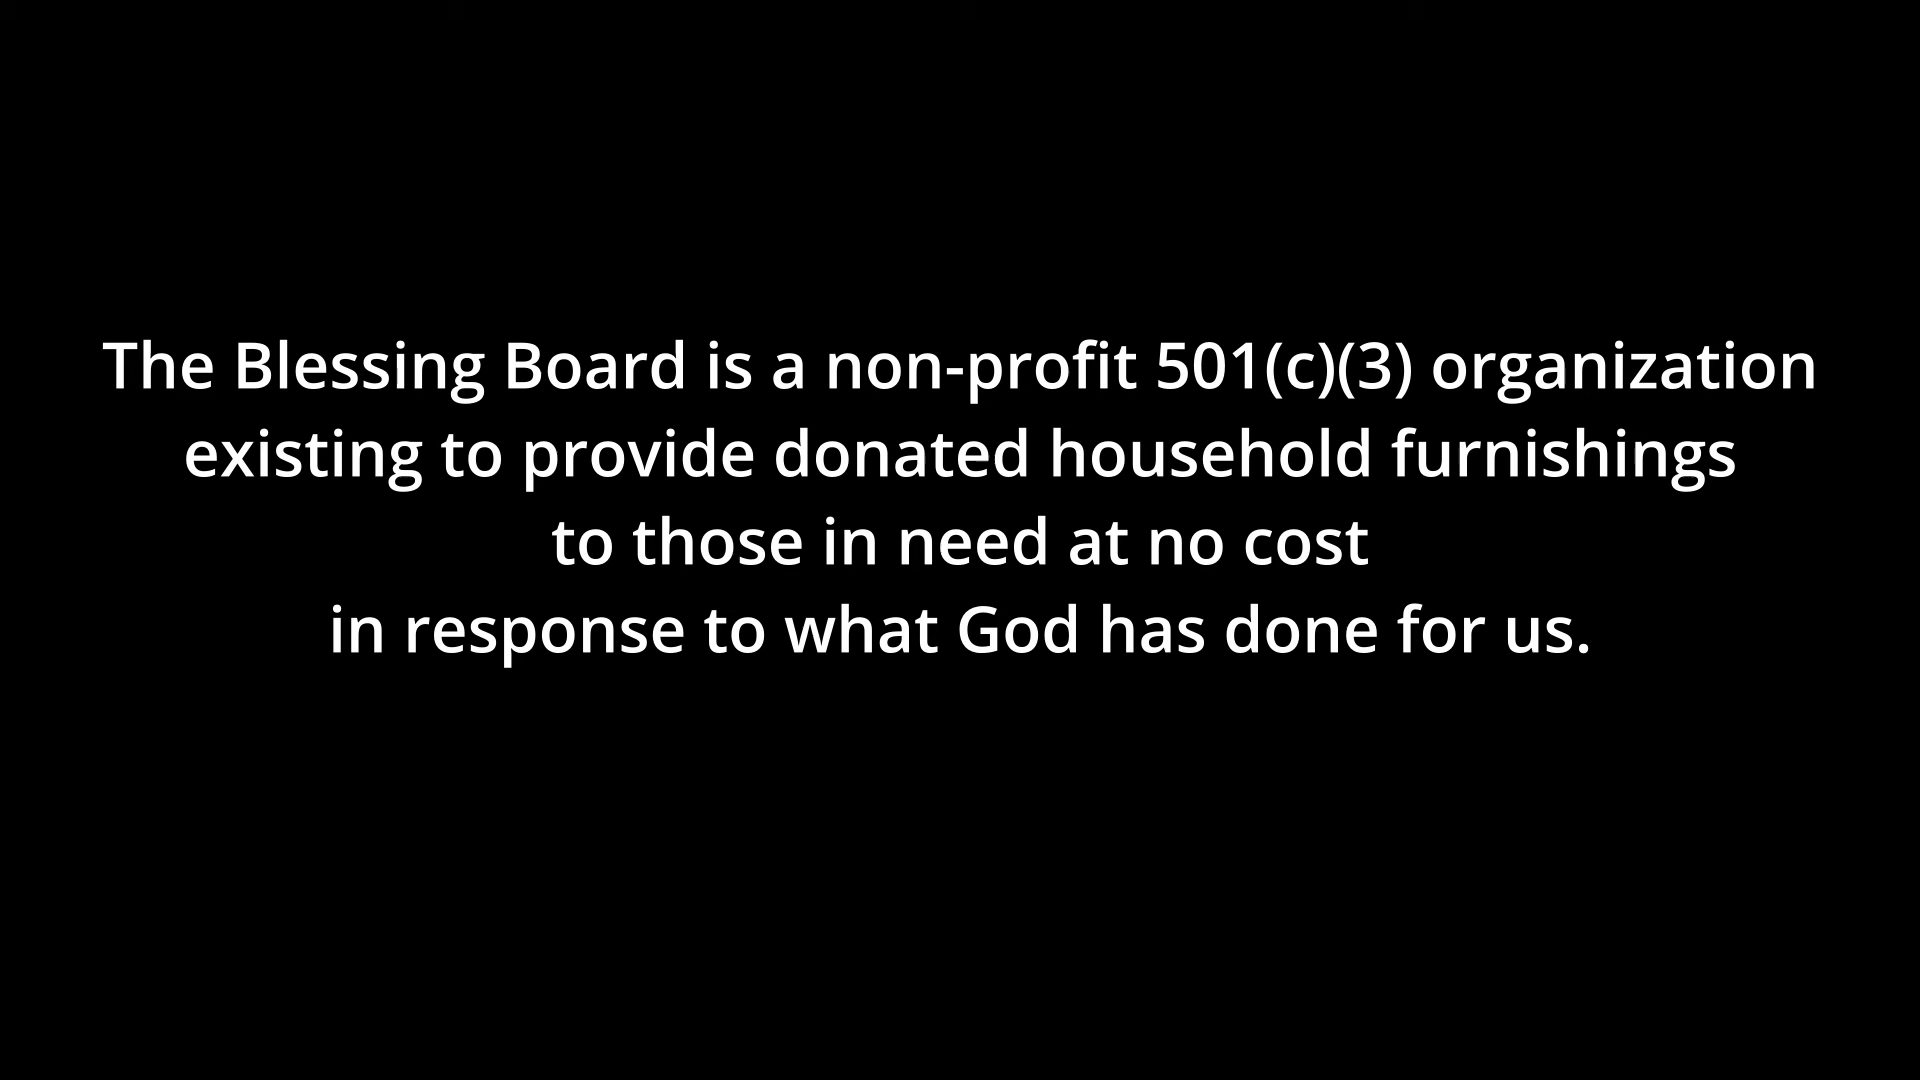 The Blessing Board is a non-profit 501(c)(3) organization
existing to provide donated household furnishings
to those in need at no cost
in response to what God has done for us.